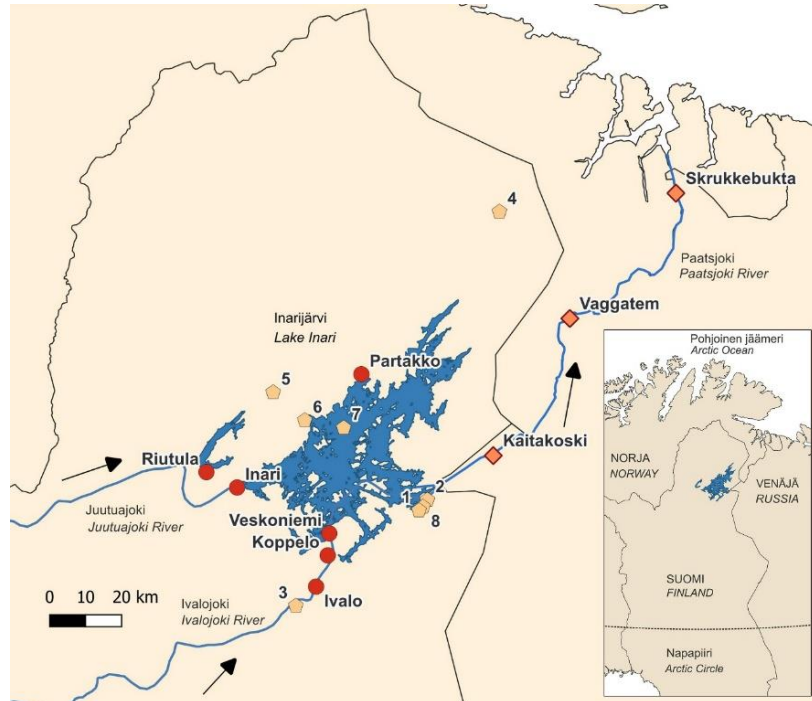 4
Skrukkebukta
Paatsjoki
Paatsjoki River
Vaggatem
Inarijärvi
Lake Inari
Partakko
5
6
7
Kaitakoski
Riutula
Inari
Juutuajoki
Juutuajoki River
1
2
8
Veskoniemi
Koppelo
3
Ivalo
Ivalojoki
Ivalojoki River
0 10 20 km
Pohjoinen jäämeri
Arctic Ocean
NORJA
NORWAY
VENÄJÄ
RUSSIA
SUOMI
FINLAND
Napapiiri
Arctic Circle